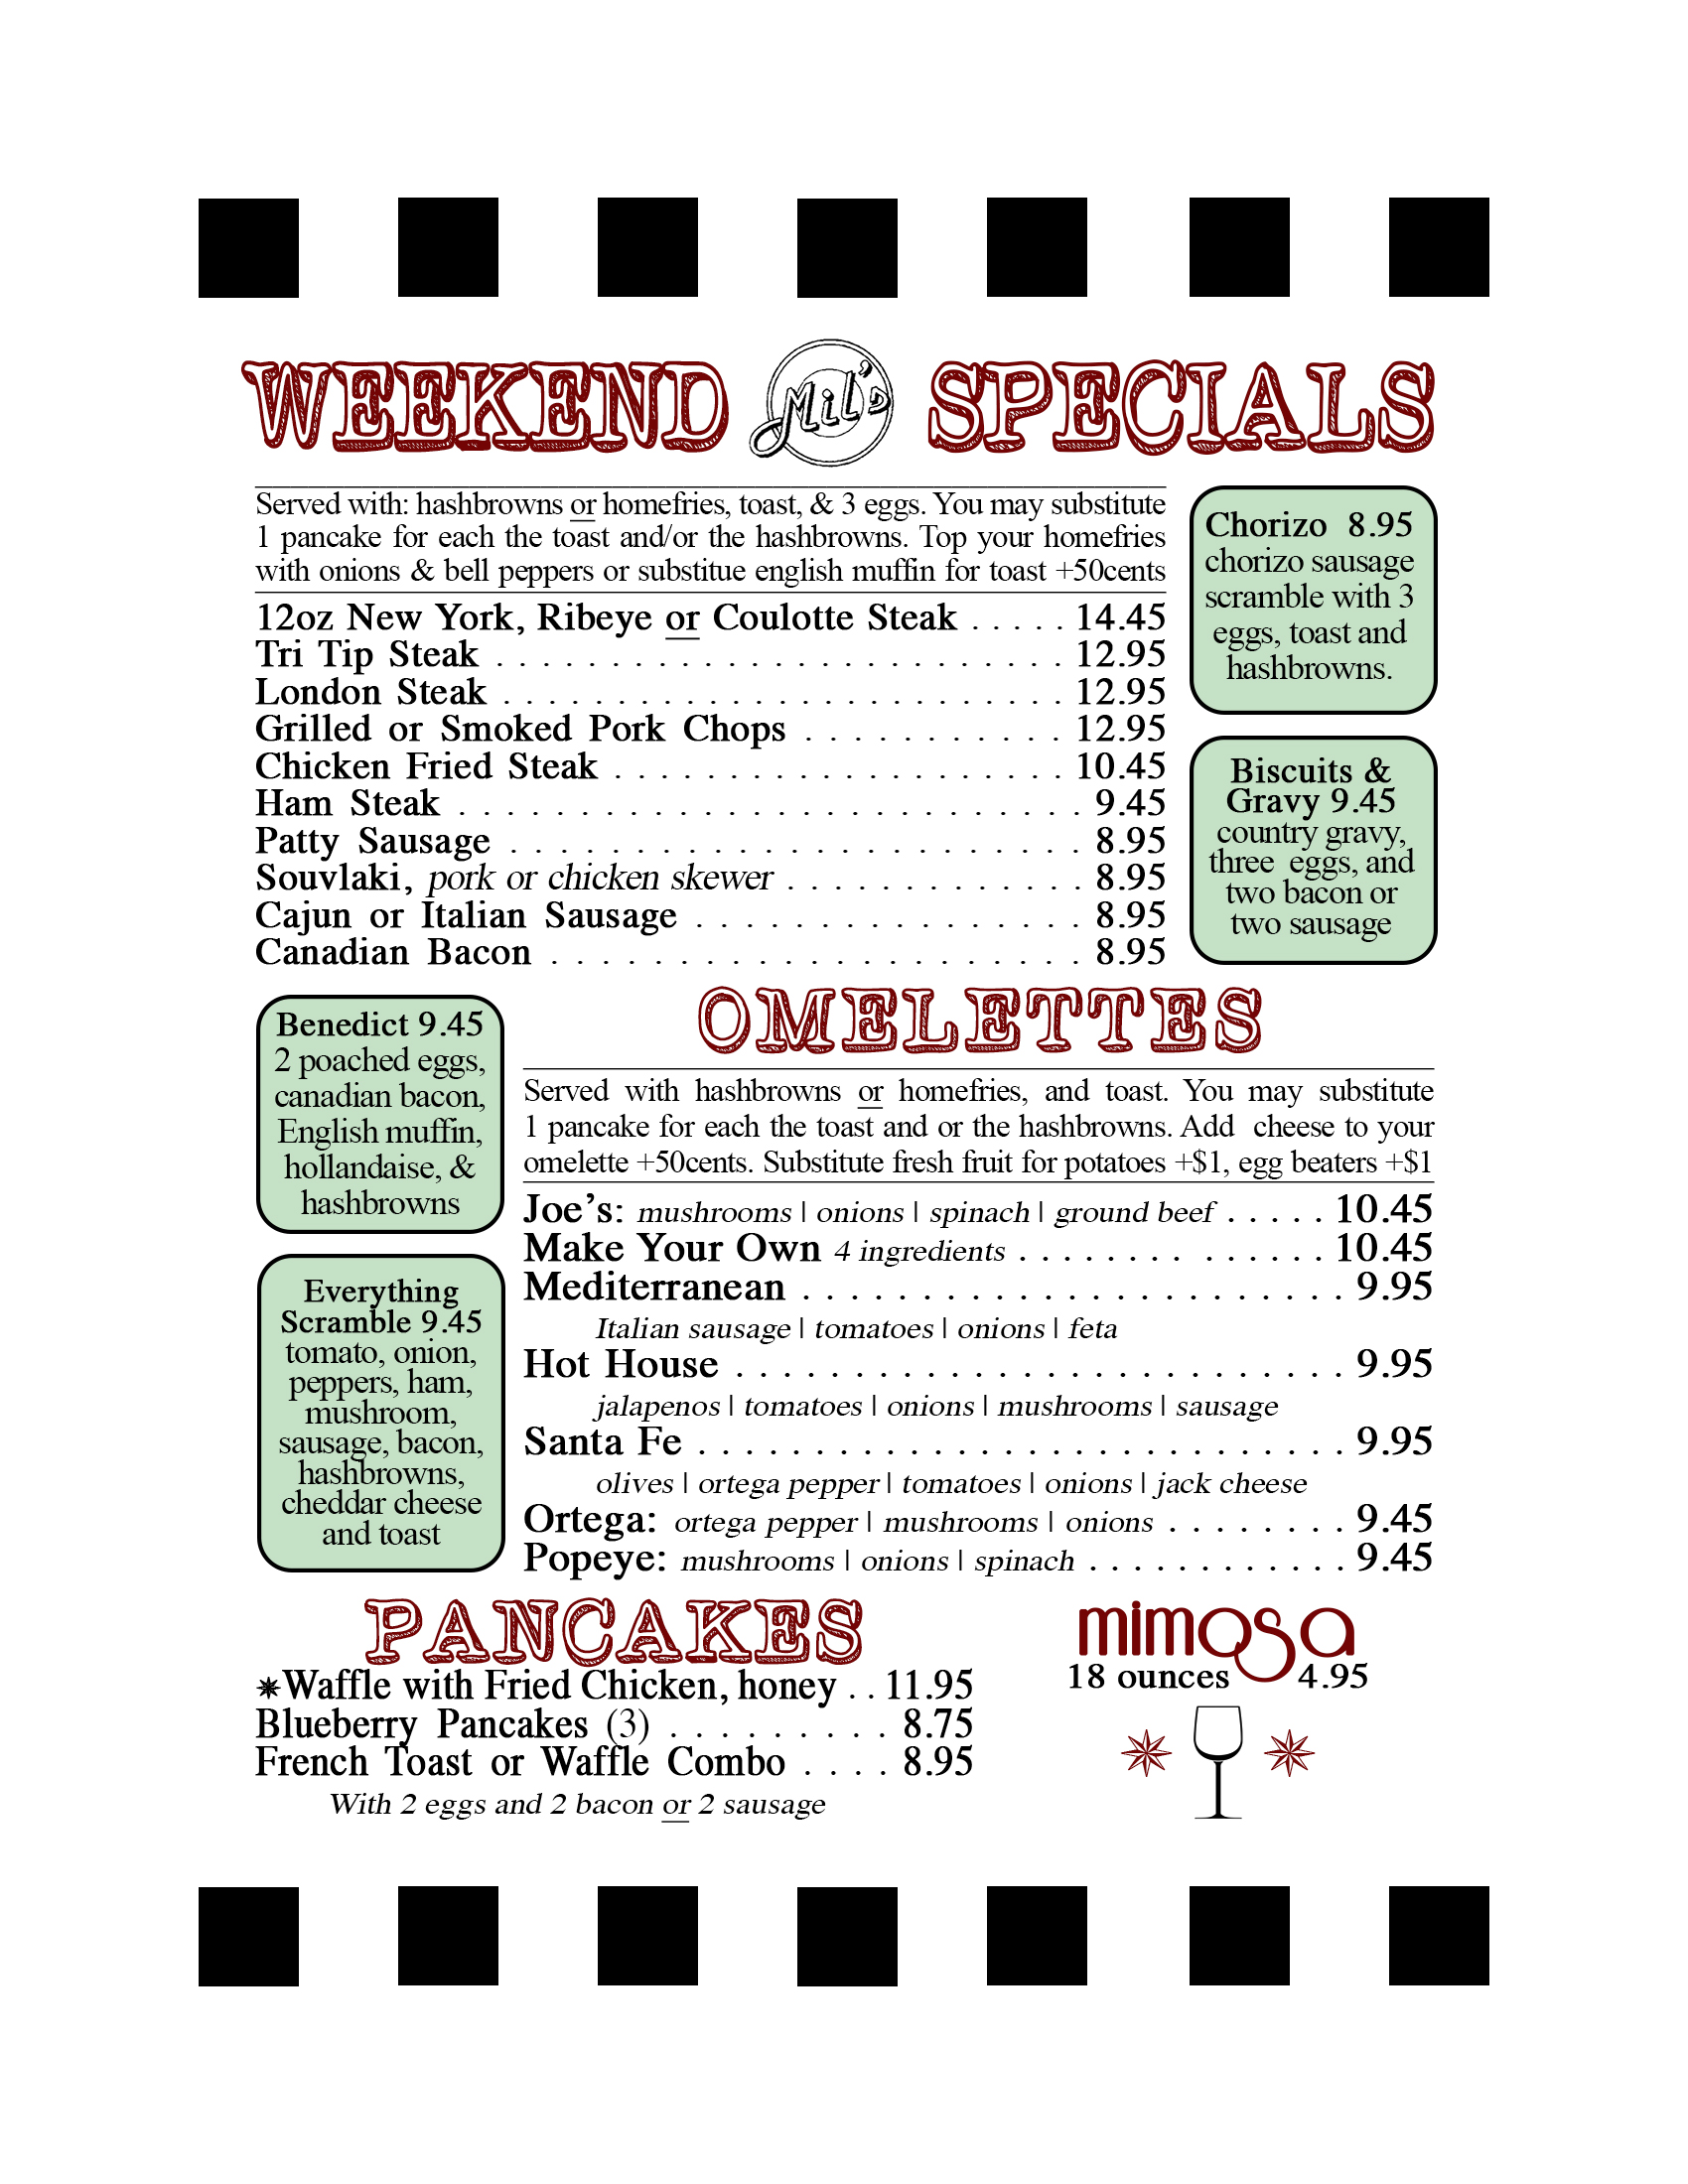 WEEKEND Mil's SPECIALS
Served with: hashbrowns or homefries, toast, & 3 eggs. You may substitute
1 pancake for each the toast and/or the hashbrowns. Top your homefries
with onions & bell peppers or substitue english muffin for toast +50cents
12oz New York, Ribeye or Coulotte Steak . . . . . 14.45
Tri Tip Steak . . . . . . . . . . . . . . . . . . . . . . . . . 12.95
London Steak . . . . . . . . . . . . . . . . . . . . . . . . . 12.95
Grilled or Smoked Pork Chops . . . . . . . . . . . 12.95
Chicken Fried Steak . . . . . . . . . . . . . . . . . . . . 10.45
Ham Steak . . . . . . . . . . . . . . . . . . . . . . . . . . 9.45
Patty Sausage . . . . . . . . . . . . . . . . . . . . . . . . 8.95
Souvlaki, pork or chicken skewer . . . . . . . . . . . . . 8.95
Cajun or Italian Sausage . . . . . . . . . . . . . . . . 8.95
Canadian Bacon . . . . . . . . . . . . . . . . . . . . . . 8.95
Chorizo 8.95
chorizo sausage
scramble with 3
eggs, toast and
hashbrowns.
Biscuits &
Gravy 9.45
country gravy,
three eggs, and
two bacon or
two sausage
Benedict 9.45
2 poached eggs,
canadian bacon,
English muffin,
hollandaise, &
hashbrowns
Everything
Scramble 9.45
tomato, onion,
peppers, ham,
mushroom,
sausage, bacon,
hashbrowns,
cheddar cheese
and toast
OMELETTES
Served with hashbrowns or homefries, and toast. You may substitute
1 pancake for each the toast and or the hashbrowns. Add cheese to your
omelette +50cents. Substitute fresh fruit for potatoes +$1, egg beaters +$1
Joe's: mushrooms | onions | spinach | ground beef . . . . . 10.45
Make Your Own 4 ingredients . . . . . . . . . . . . . 10.45
Mediterranean . . . . . . . . . . . . . . . . . . . . . . . 9.95
Italian sausage | tomatoes | onions | feta
Hot House . . . . . . . . . . . . . . . . . . . . . . . . . . 9.95
jalapenos | tomatoes | onions | mushrooms | sausage
Santa Fe . . . . . . . . . . . . . . . . . . . . . . . . . . . . 9.95
olives | ortega pepper | tomatoes | onions | jack cheese
Ortega: ortega pepper | mushrooms | onions . . . . . . . . 9.45
Popeye: mushrooms | onions | spinach . . . . . . . . . . . . 9.45
PANCAKES
✷Waffle with Fried Chicken, honey . . 11.95
Blueberry Pancakes (3) . . . . . . . . . 8.75
French Toast or Waffle Combo . . . . 8.95
With 2 eggs and 2 bacon or 2 sausage
mimosa
18 ounces 4.95